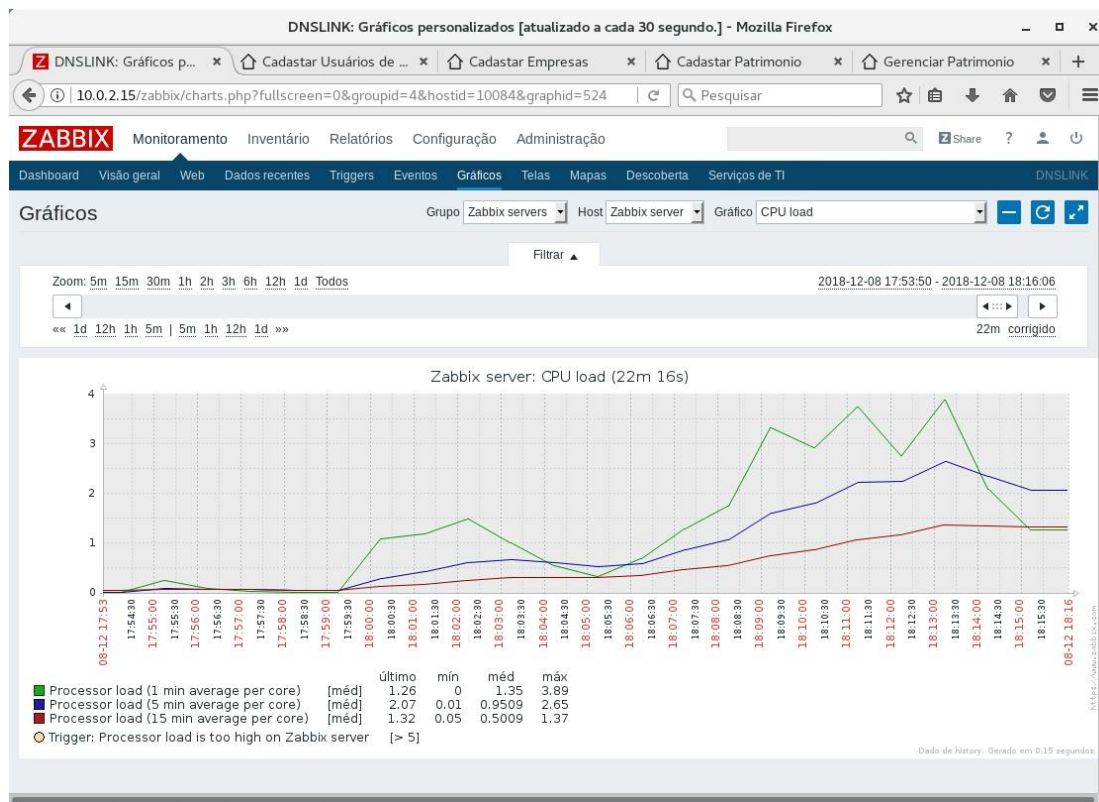 DNSLINK: Gráficos personalizados [atualizado a cada 30 segundo.] - Mozilla Firefox
DNSLINK: Gráficos p... Cadastar Usuários de ... Cadastar Empresas Cadastar Patrimonio Gerenciar Patrimonio
10.0.2.15/zabbix/charts.php?fullscreen=0&groupid=4&hostid=10084&graphid=524 Pesquisar
ZABBIX Monitoramento Inventário Relatórios Configuração Administração Z Share ?
Dashboard Visão geral Web Dados recentes Triggers Eventos Gráficos Telas Mapas Descoberta Serviços de TI DNSLINK
Gráficos Grupo Zabbix servers Host Zabbix server Gráfico CPU load
Filtrar ▲
Zoom: 5m 15m 30m 1h 2h 3h 6h 12h 1d Todos 2018-12-08 17:53:50 - 2018-12-08 18:16:06
«« 1d 12h 1h 5m | 5m 1h 12h 1d »» 22m corrigido
Zabbix server: CPU load (22m 16s)
4
3
2
1
0
08-12 17:53 17:54:30 17:55:00 17:55:30 17:56:00 17:56:30 17:57:00 17:57:30 17:58:00 17:58:30 17:59:00 17:59:30 18:00:00 18:00:30 18:01:00 18:01:30 18:02:00 18:02:30 18:03:00 18:03:30 18:04:00 18:04:30 18:05:00 18:05:30 18:06:00 18:06:30 18:07:00 18:07:30 18:08:00 18:08:30 18:09:00 18:09:30 18:10:00 18:10:30 18:11:00 18:11:30 18:12:00 18:12:30 18:13:00 18:13:30 18:14:00 18:14:30 18:15:00 18:15:30 08-12 18:16
http://www.zabbix.com
último mín méd máx
Processor load (1 min average per core) [méd] 1.26 0 1.35 3.89
Processor load (5 min average per core) [méd] 2.07 0.01 0.9509 2.65
Processor load (15 min average per core) [méd] 1.32 0.05 0.5009 1.37
Trigger: Processor load is too high on Zabbix server [> 5]
Dado de history. Gerado em 0.15 segundos.